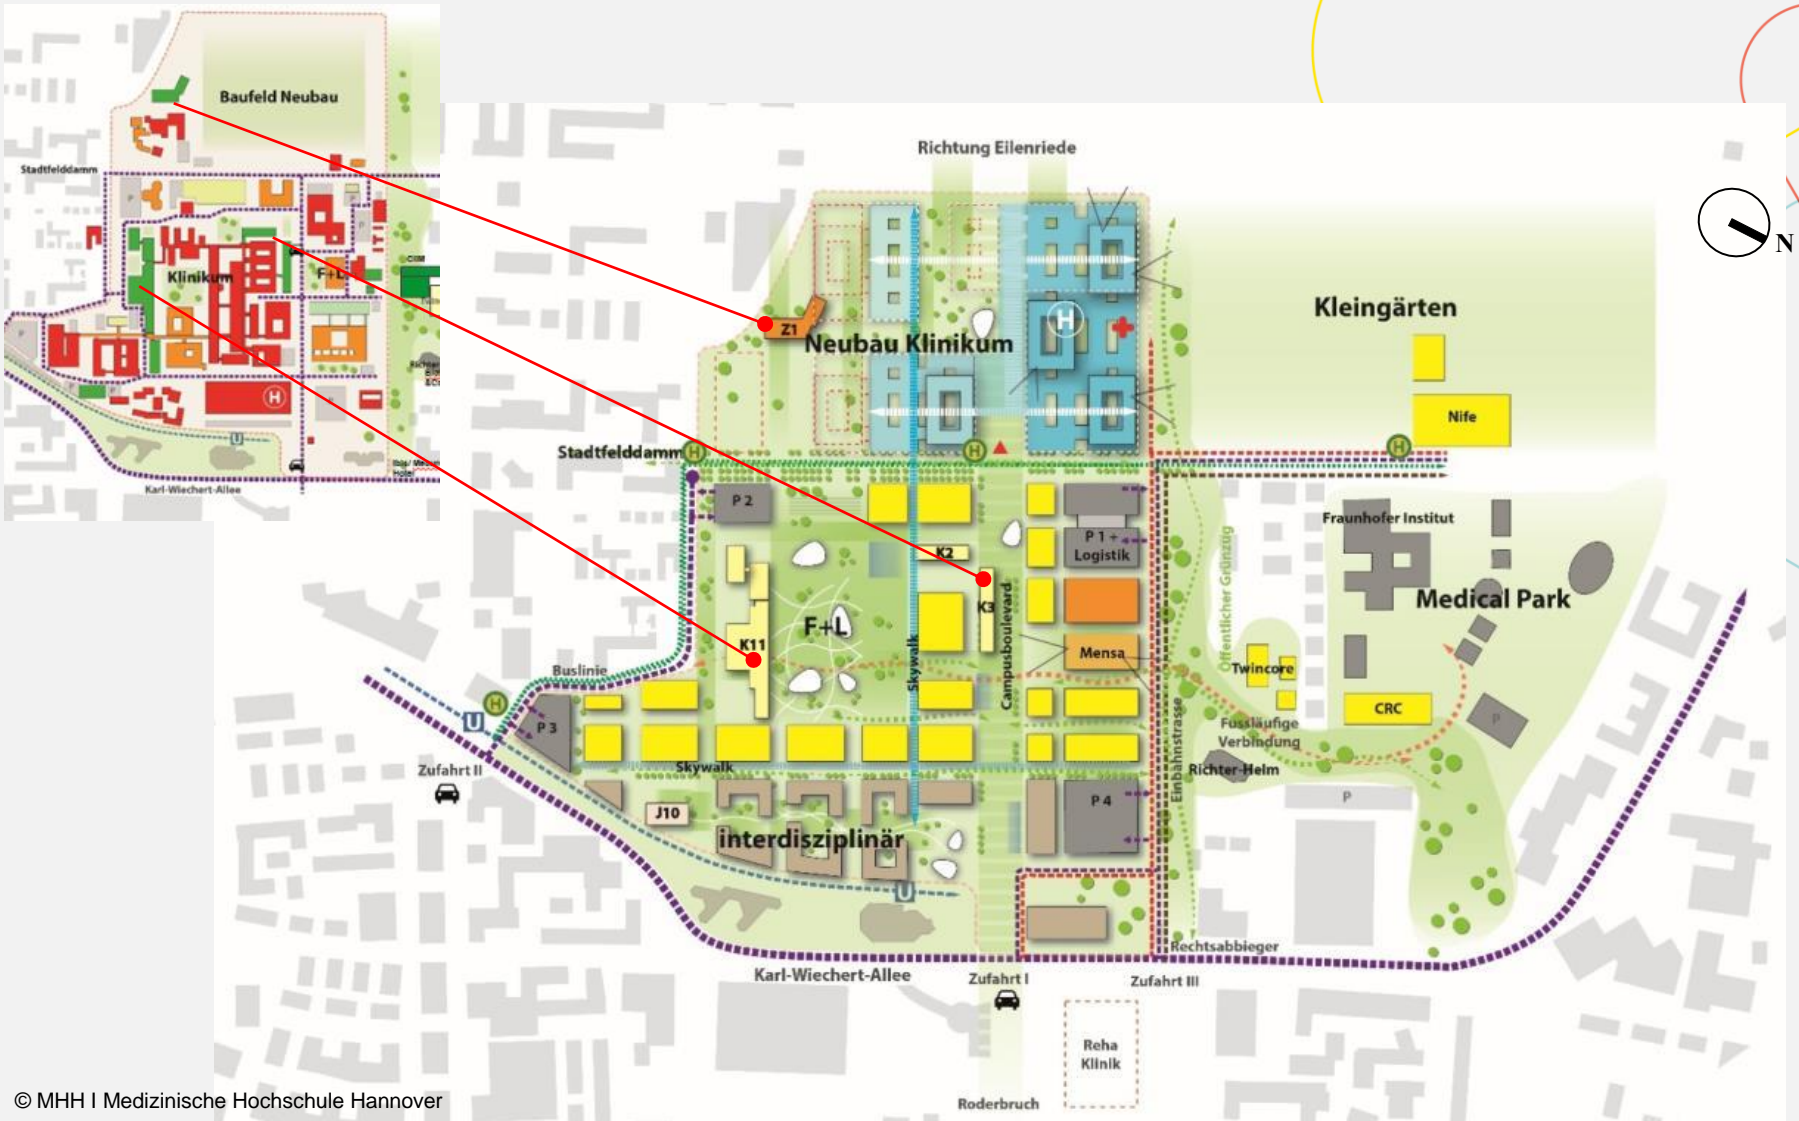 Baufeld Neubau
Stadtfelddamm
P
P
P
Klinikum
F+L
CIIM
P
H
P
U
Karl-Wiechert-Allee
Richtung Eilenriede
N
Kleingärten
Z1
Neubau Klinikum
H
Nife
Stadtfelddamm
H
H
H
P 2
P 1 +
Logistik
Fraunhofer Institut
K2
K3
Campusboulevard
Medical Park
F+L
K11
Skywalk
Mensa
Öffentlicher Grünzug
Twincore
Buslinie
H
U
P 3
CRC
P
Fussläufige
Verbindung
Einbahnstrasse
Zufahrt II
Skywalk
Richter-Helm
P
J10
P 4
interdisziplinär
U
Rechtsabbieger
Karl-Wiechert-Allee
Zufahrt I
Zufahrt III
Reha
Klinik
Roderbruch
© MHH I Medizinische Hochschule Hannover